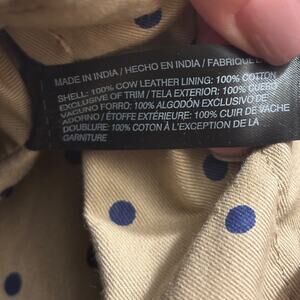 MADE IN INDIA / HECHO EN INDIA / FABRIQUÉ
SHELL: 100% COW LEATHER LINING: 100% COTTON
EXCLUSIVE OF TRIM / TELA EXTERIOR: 100% CUERO
VACUNO FORRO: 100% ALGODÓN EXCLUSIVO DE
ADORNO / ÉTOFFE EXTÉRIEURE: 100% CUIR DE VACHE
DOUBLURE: 100% COTON À L'EXCEPTION DE LA
GARNITURE